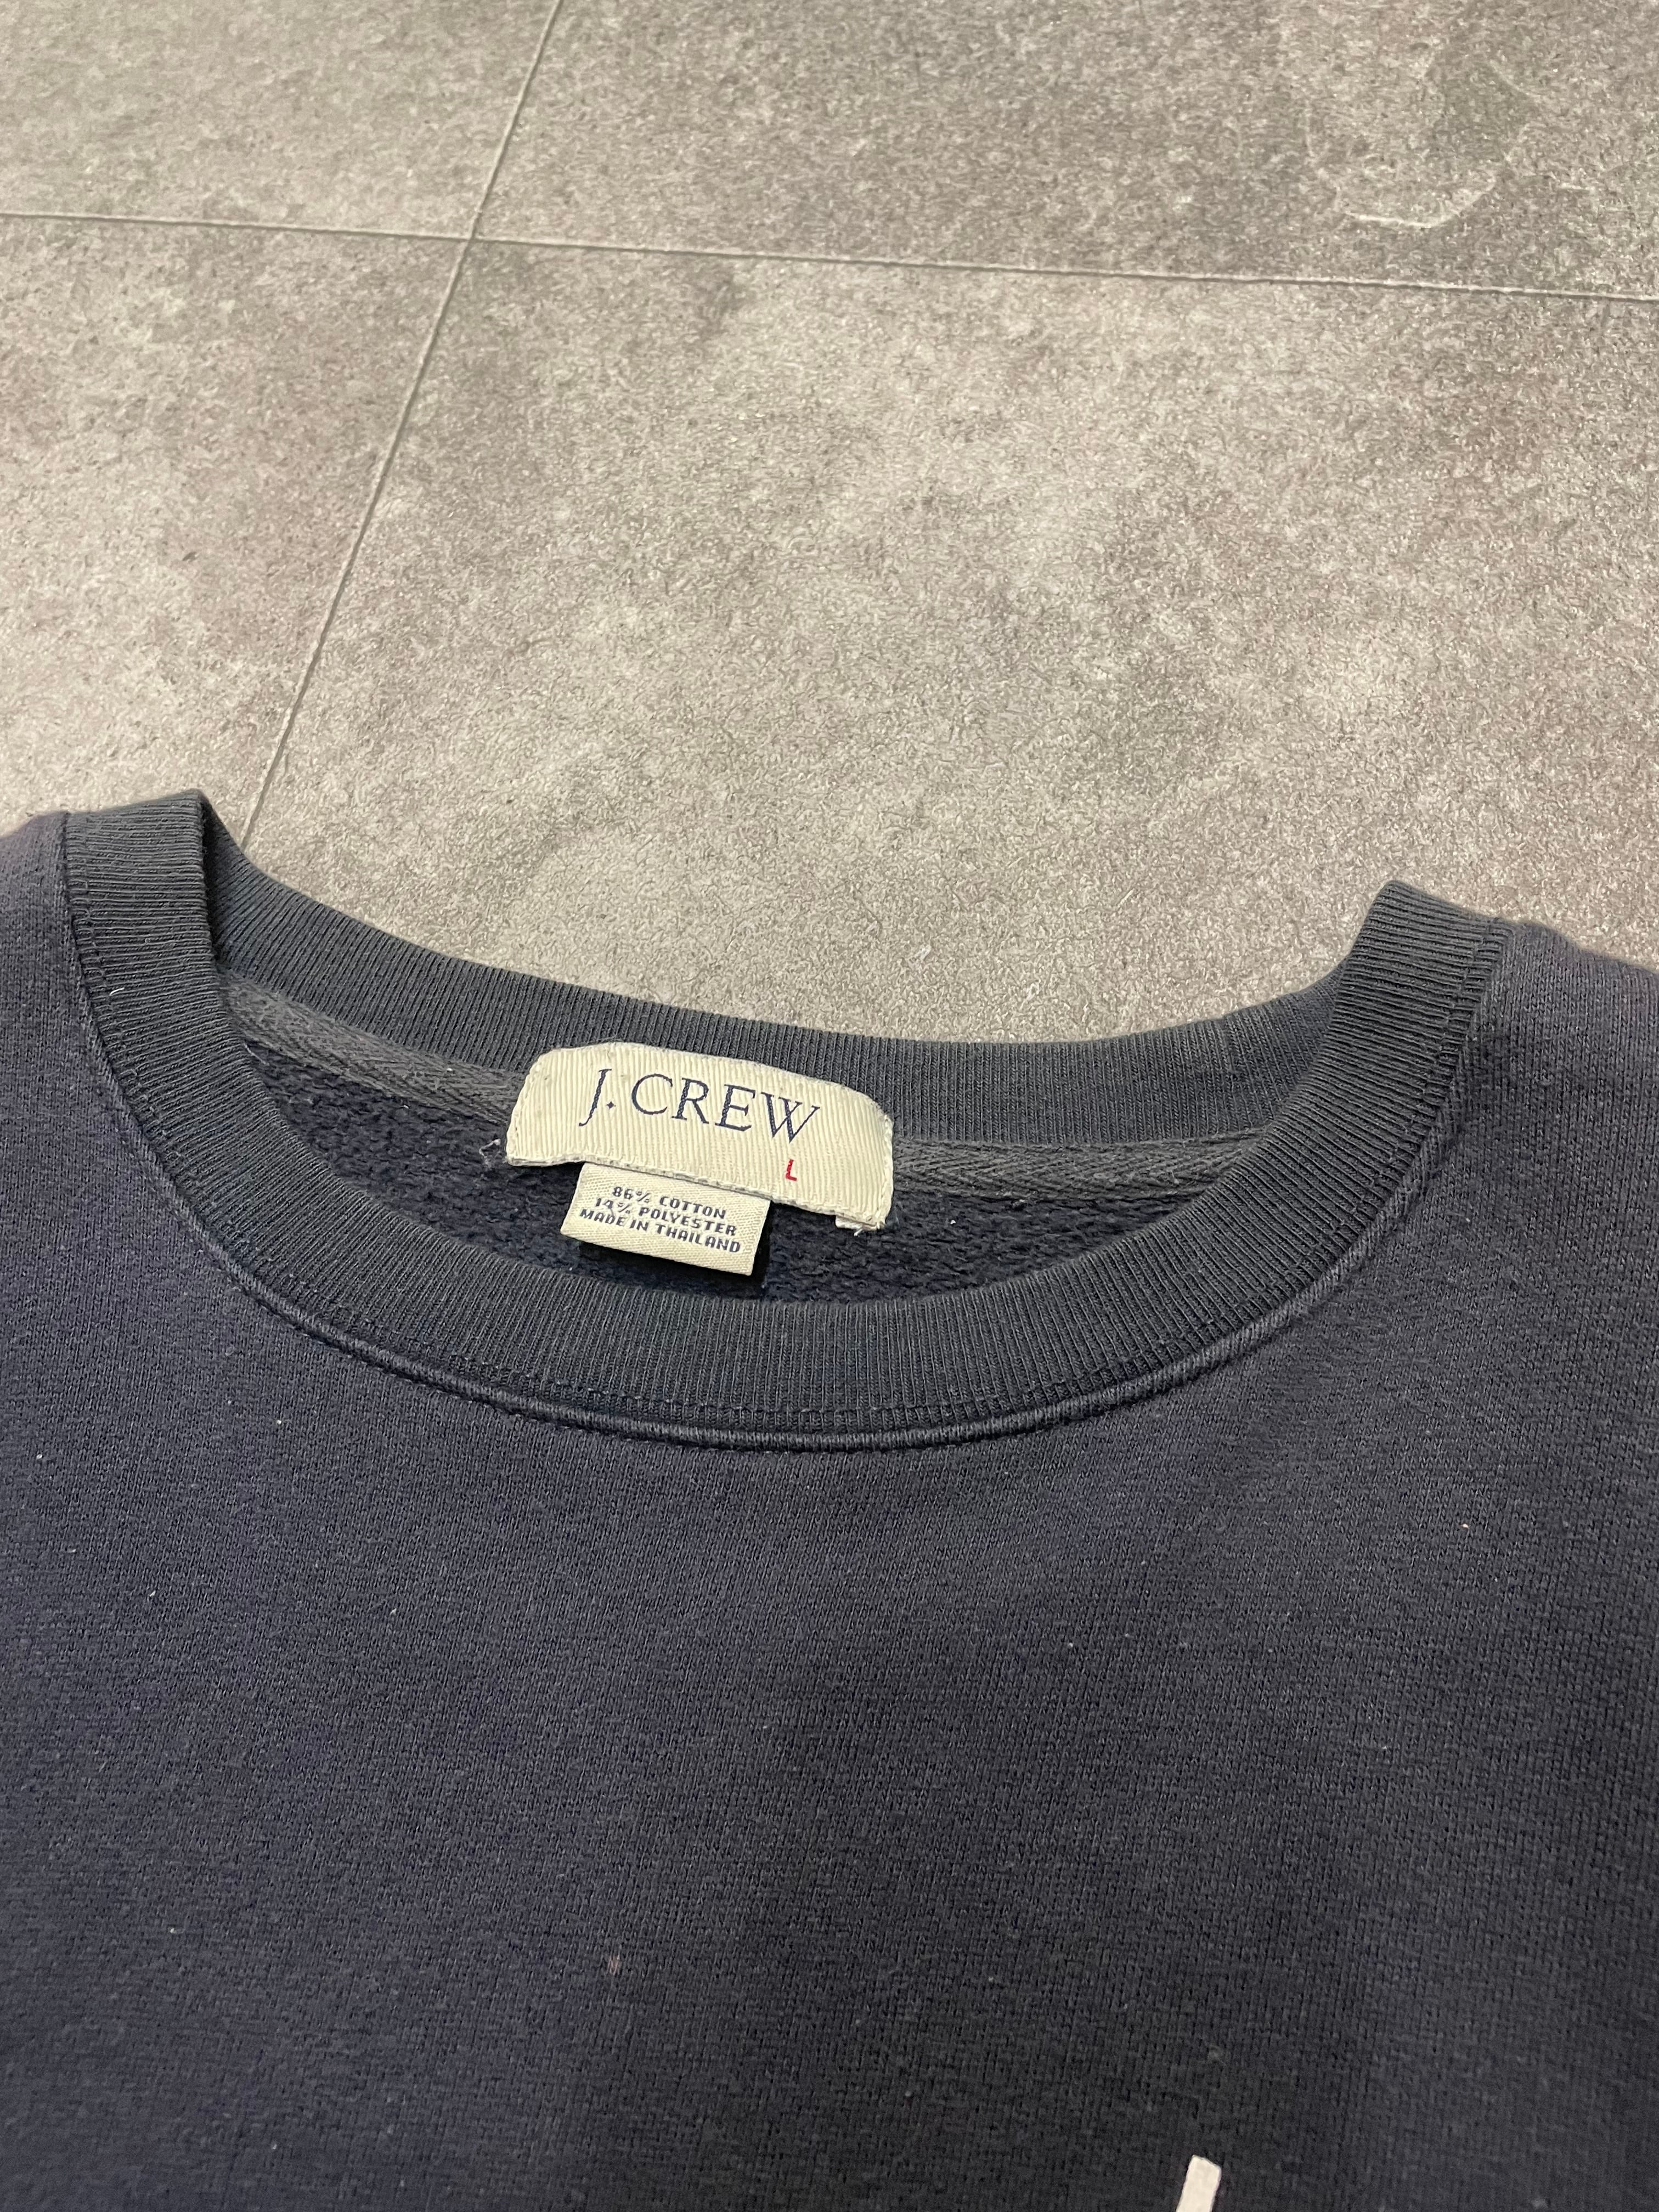 J. CREW
L
86% COTTON
14% POLYESTER
MADE IN THAILAND